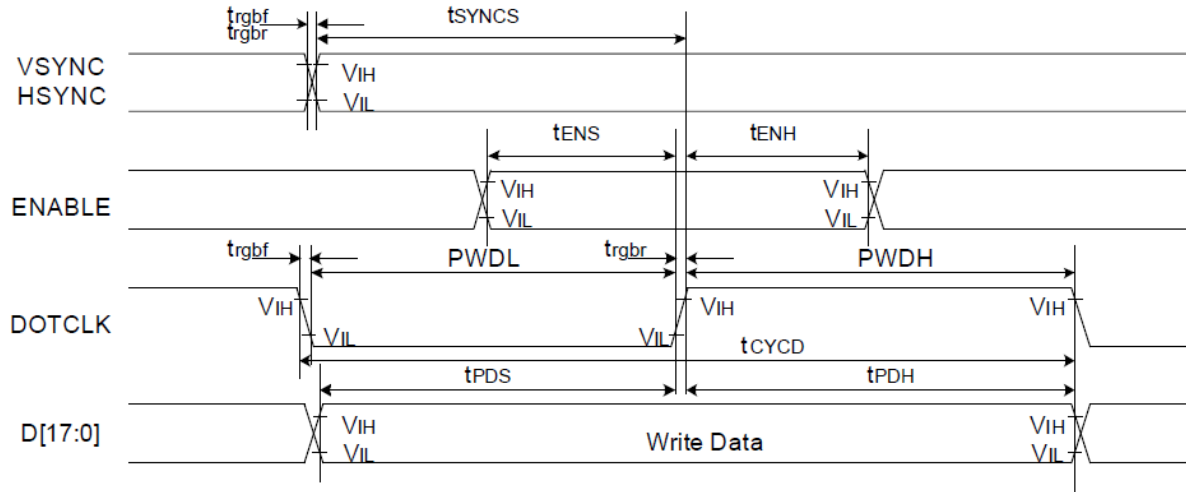 trgbf
trgbr
tSYNCS
VSYNC
HSYNC
VIH
VIL
tENS
tENH
ENABLE
VIH
VIL
VIH
VIL
trgbf
PWDL
trgbr
PWDH
DOTCLK
VIH
VIL
VIL
VIH
VIH
tCYCD
tPDS
tPDH
D[17:0]
VIH
VIL
Write Data
VIH
VIL